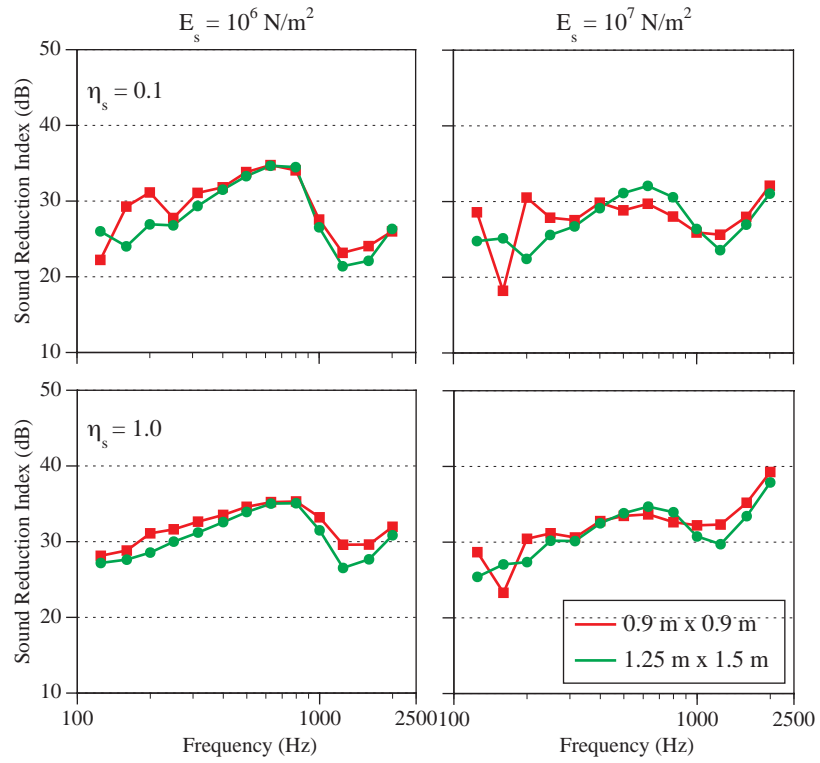 E_s = 10^6 N/m^2
E_s = 10^7 N/m^2
50
40
30
20
10
Sound Reduction Index (dB)
η_s = 0.1
50
40
30
20
10
Sound Reduction Index (dB)
η_s = 1.0
0.9 m x 0.9 m
1.25 m x 1.5 m
100
1000
2500
100
1000
2500
Frequency (Hz)
Frequency (Hz)